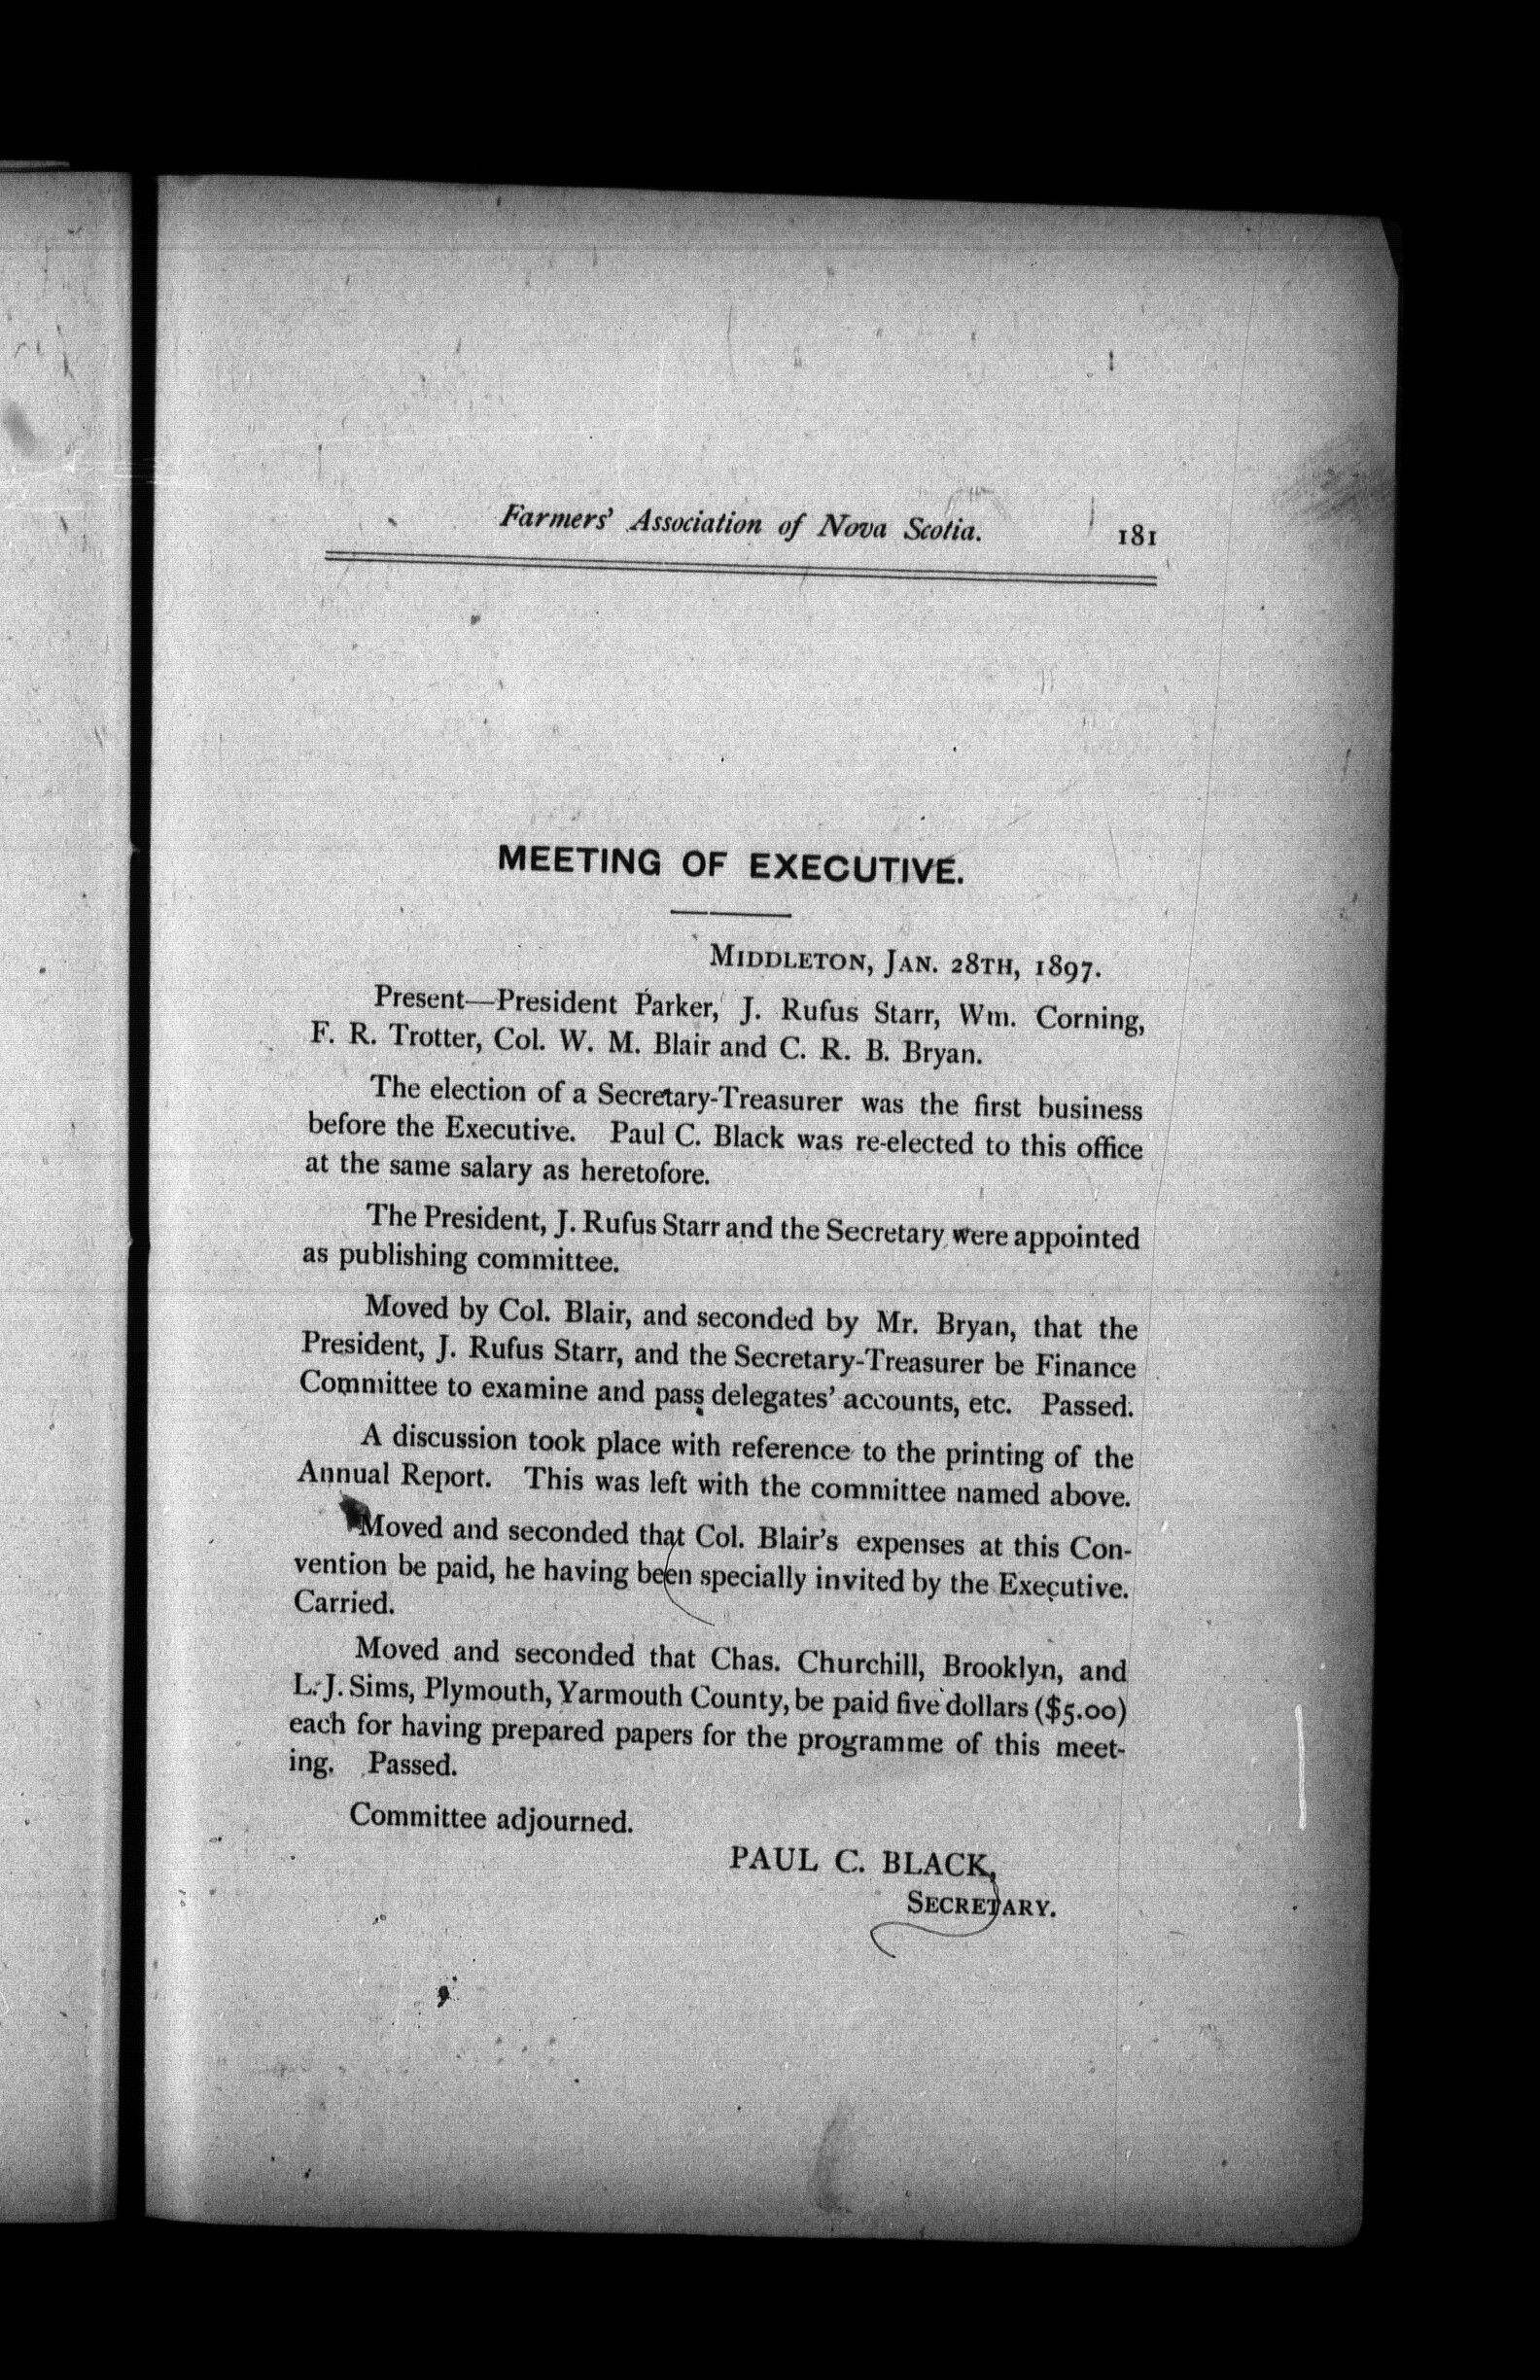 Farmers' Association of Nova Scotia. 181
MEETING OF EXECUTIVE.
MIDDLETON, JAN. 28TH, 1897.
Present—President Parker, J. Rufus Starr, Wm. Corning,
F. R. Trotter, Col. W. M. Blair and C. R. B. Bryan.
The election of a Secretary-Treasurer was the first business
before the Executive. Paul C. Black was re-elected to this office
at the same salary as heretofore.
The President, J. Rufus Starr and the Secretary were appointed
as publishing committee.
Moved by Col. Blair, and seconded by Mr. Bryan, that the
President, J. Rufus Starr, and the Secretary-Treasurer be Finance
Committee to examine and pass delegates' accounts, etc. Passed.
A discussion took place with reference to the printing of the
Annual Report. This was left with the committee named above.
Moved and seconded that Col. Blair's expenses at this Con-
vention be paid, he having been specially invited by the Executive.
Carried.
Moved and seconded that Chas. Churchill, Brooklyn, and
L. J. Sims, Plymouth, Yarmouth County, be paid five dollars ($5.00)
each for having prepared papers for the programme of this meet-
ing. Passed.
Committee adjourned.
PAUL C. BLACK,
SECRETARY.